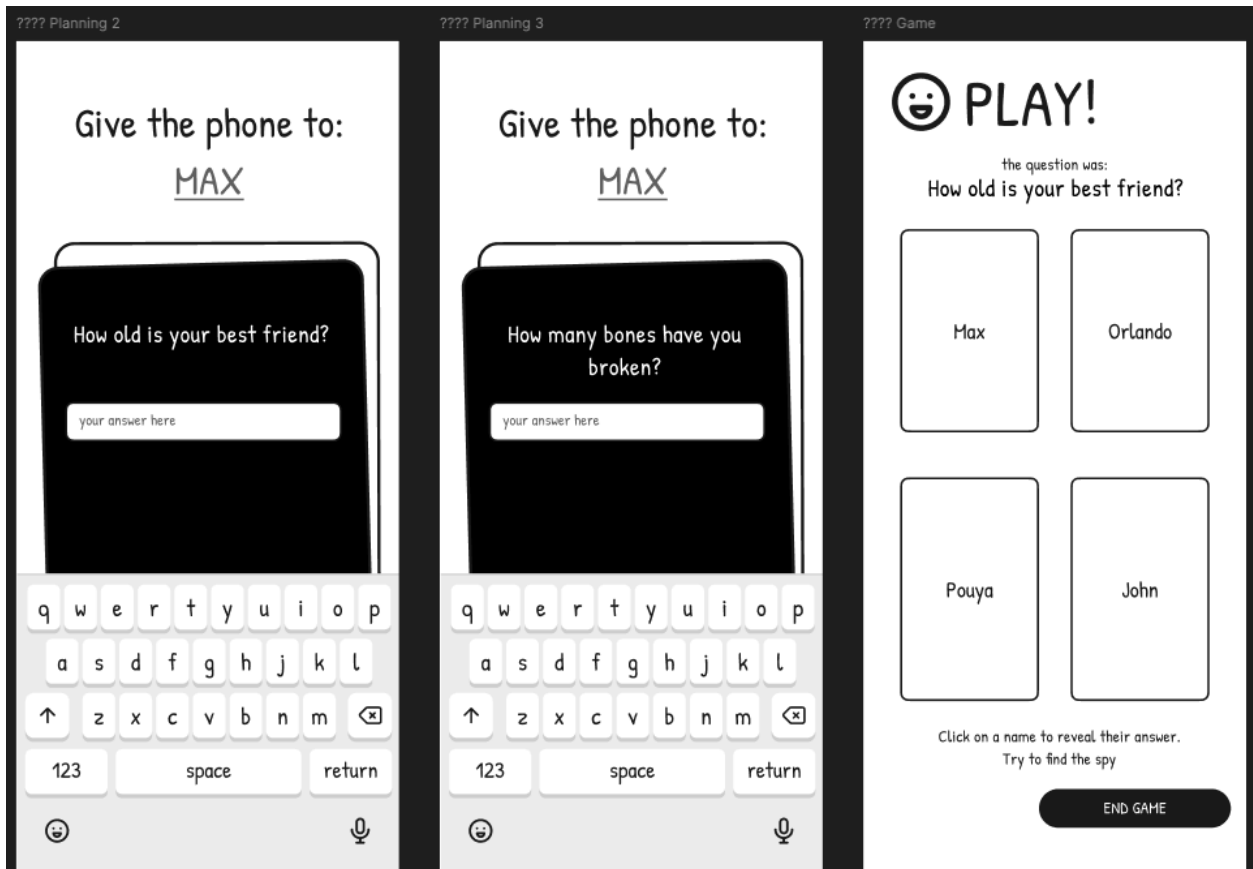 ???? Planning 2
Give the phone to:
MAX
How old is your best friend?
your answer here
q w e r t y u i o p
a s d f g h j k l
z x c v b n m
123 space return
???? Planning 3
Give the phone to:
MAX
How many bones have you
broken?
your answer here
q w e r t y u i o p
a s d f g h j k l
z x c v b n m
123 space return
???? Game
PLAY!
the question was:
How old is your best friend?
Max Orlando
Pouya John
Click on a name to reveal their answer.
Try to find the spy
END GAME